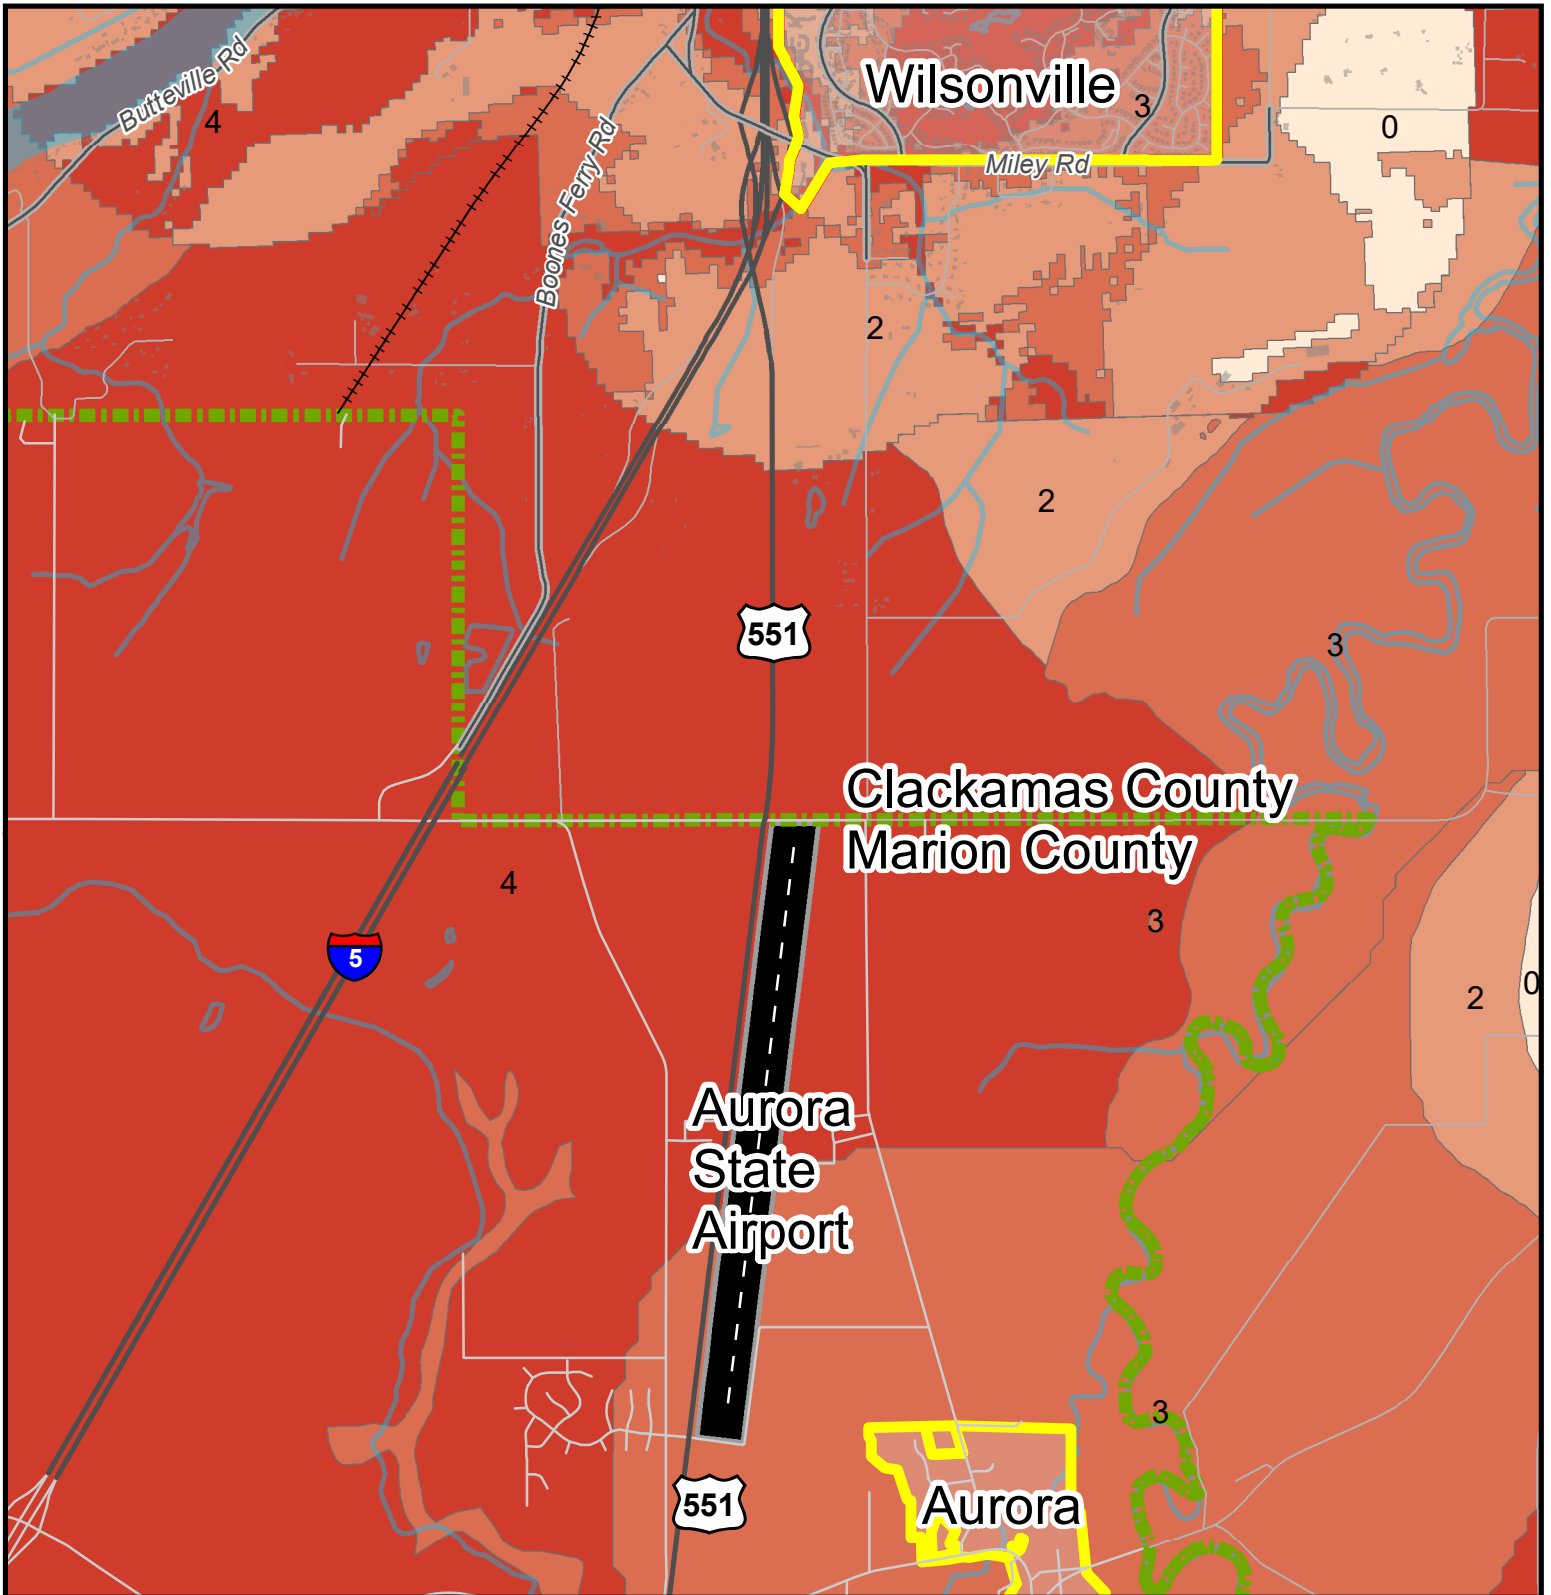 Butteville Rd
4
Wilsonville
3
0
Miley Rd
Boones Ferry Rd
2
2
551
3
Clackamas County
Marion County
4
3
5
2
0
Aurora
State
Airport
3
551
Aurora